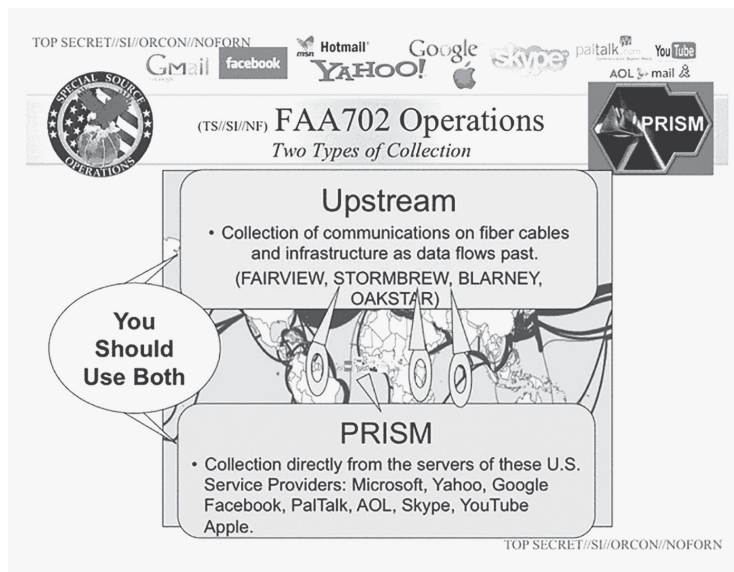 TOP SECRET//SI//ORCON//NOFORN
GMail
facebook
msn Hotmail
YAHOO!
Google
skype
paltalk.com
YouTube
AOL mail
SPECIAL SOURCE
OPERATIONS
(TS//SI//NF) FAA702 Operations
Two Types of Collection
PRISM
Upstream
• Collection of communications on fiber cables
and infrastructure as data flows past.
(FAIRVIEW, STORMBREW, BLARNEY,
OAKSTAR)
You
Should
Use Both
PRISM
• Collection directly from the servers of these U.S.
Service Providers: Microsoft, Yahoo, Google
Facebook, PalTalk, AOL, Skype, YouTube
Apple.
TOP SECRET//SI//ORCON//NOFORN